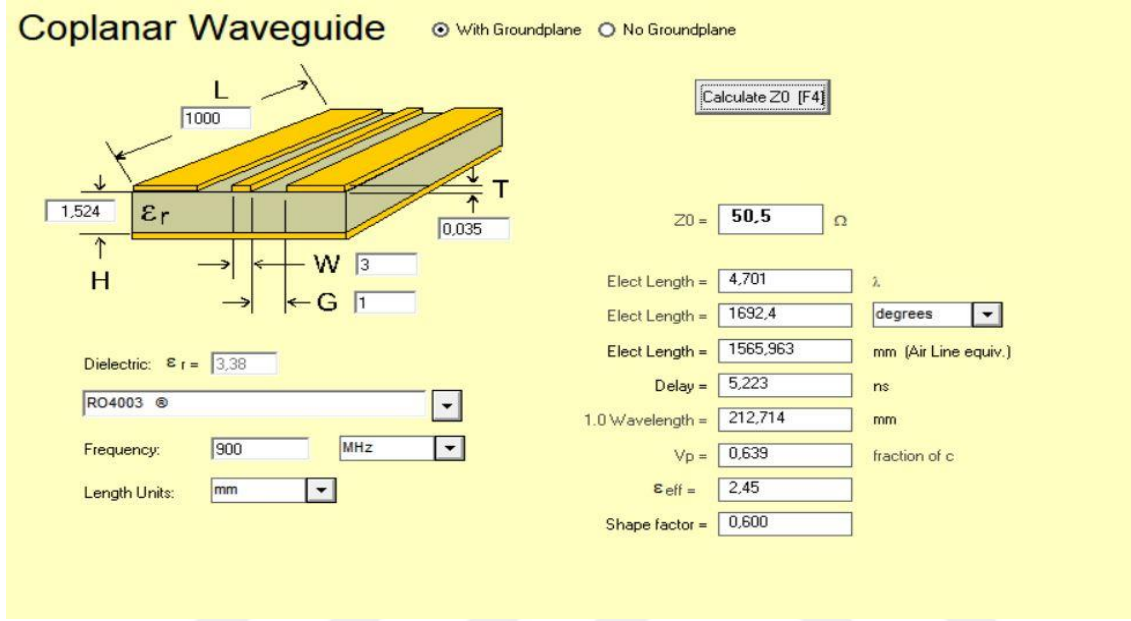 Coplanar Waveguide
With Groundplane
No Groundplane
L
1000
Calculate Z0 [F4]
T
1,524
εr
0,035
H
W 3
G 1
Z0 = 50,5 Ω
Elect Length = 4,701 λ
Elect Length = 1692,4 degrees
Elect Length = 1565,963 mm (Air Line equiv.)
Delay = 5,223 ns
1.0 Wavelength = 212,714 mm
Vp = 0,639 fraction of c
εeff = 2,45
Shape factor = 0,600
Dielectric: εr = 3,38
RO4003 ®
Frequency: 900 MHz
Length Units: mm